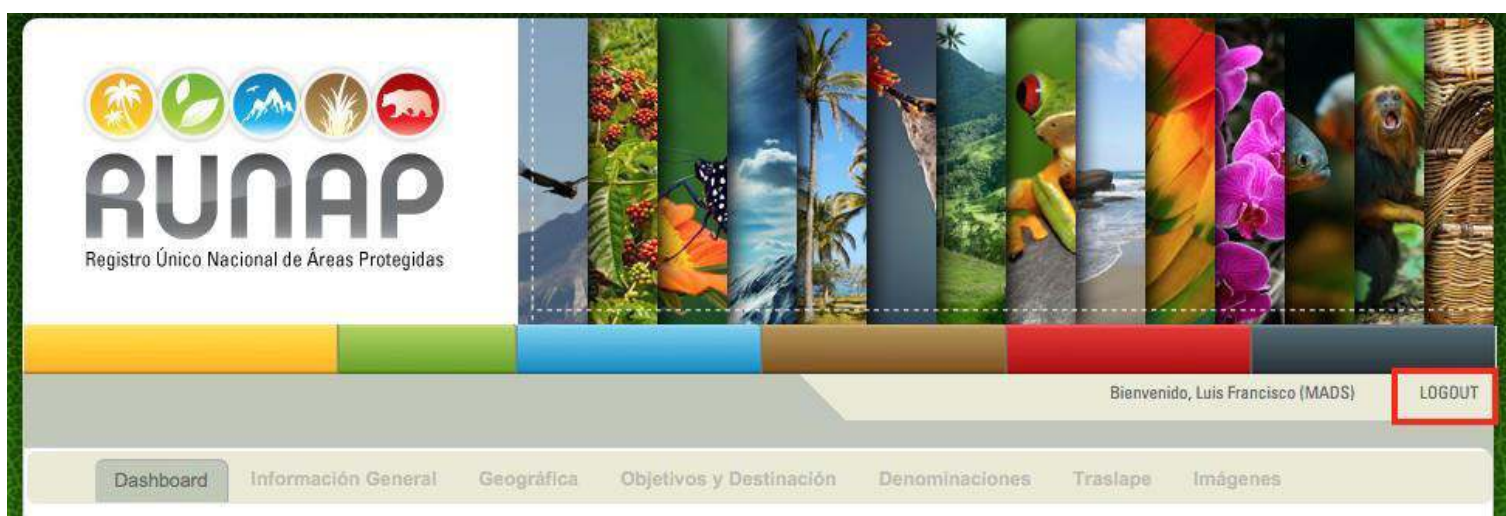 RUNAP
Registro Único Nacional de Áreas Protegidas
Bienvenido, Luis Francisco (MADS) LOGOUT
Dashboard Información General Geográfica Objetivos y Destinación Denominaciones Traslape Imágenes